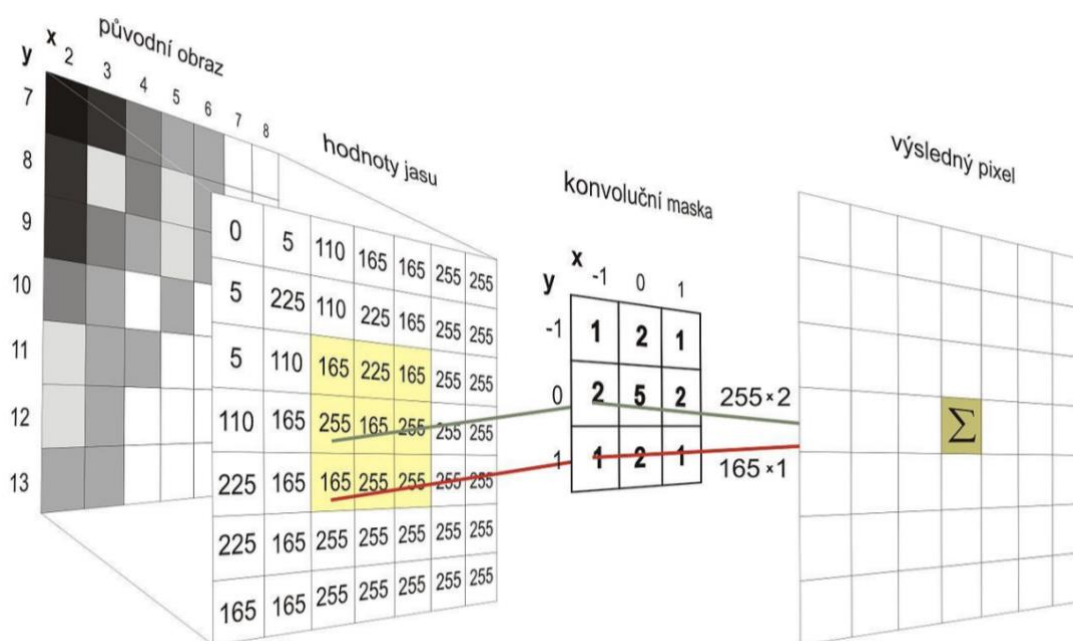 původní obraz
x
y
2 3 4 5 6 7 8
7
8
9
10
11
12
13
hodnoty jasu
0 5 110 165 165 255 255
5 225 110 225 165 255 255
5 110 165 225 165 255 255
110 165 255 165 255 255 255
225 165 165 255 255 255 255
225 165 255 255 255 255 255
165 165 255 255 255 255 255
konvoluční maska
x
y
-1 0 1
-1 1 2 1
0 2 5 2
1 1 2 1
255×2
165×1
výsledný pixel
Σ